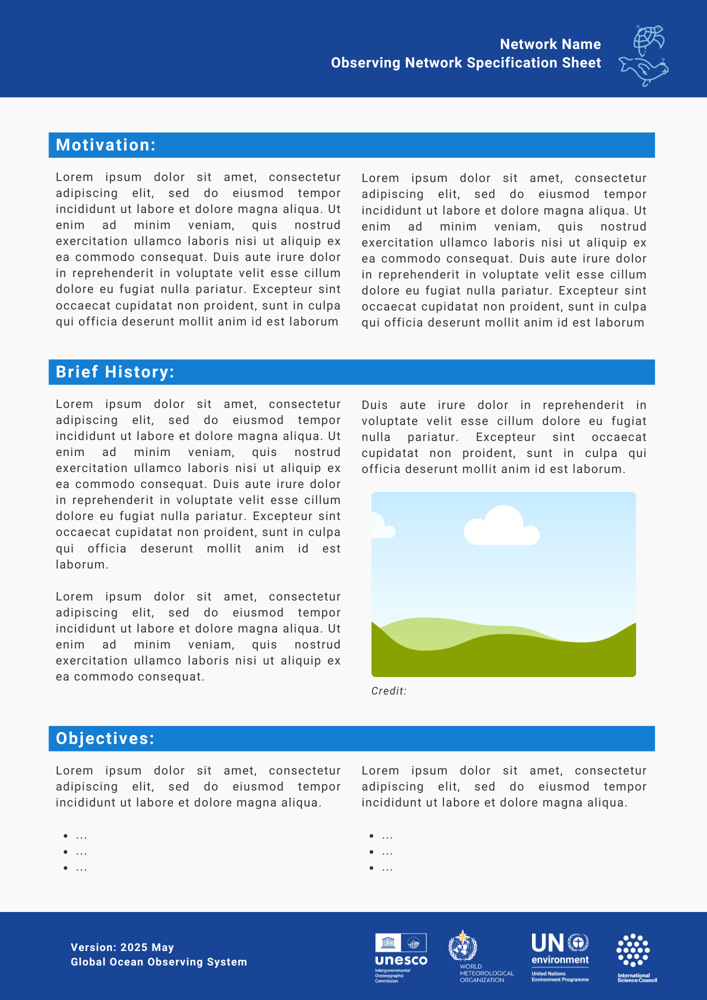 Network Name
Observing Network Specification Sheet
Motivation:
Lorem ipsum dolor sit amet, consectetur
adipiscing elit, sed do eiusmod tempor
incididunt ut labore et dolore magna aliqua. Ut
enim ad minim veniam, quis nostrud
exercitation ullamco laboris nisi ut aliquip ex
ea commodo consequat. Duis aute irure dolor
in reprehenderit in voluptate velit esse cillum
dolore eu fugiat nulla pariatur. Excepteur sint
occaecat cupidatat non proident, sunt in culpa
qui officia deserunt mollit anim id est laborum
Lorem ipsum dolor sit amet, consectetur
adipiscing elit, sed do eiusmod tempor
incididunt ut labore et dolore magna aliqua. Ut
enim ad minim veniam, quis nostrud
exercitation ullamco laboris nisi ut aliquip ex
ea commodo consequat. Duis aute irure dolor
in reprehenderit in voluptate velit esse cillum
dolore eu fugiat nulla pariatur. Excepteur sint
occaecat cupidatat non proident, sunt in culpa
qui officia deserunt mollit anim id est laborum
Brief History:
Lorem ipsum dolor sit amet, consectetur
adipiscing elit, sed do eiusmod tempor
incididunt ut labore et dolore magna aliqua. Ut
enim ad minim veniam, quis nostrud
exercitation ullamco laboris nisi ut aliquip ex
ea commodo consequat. Duis aute irure dolor
in reprehenderit in voluptate velit esse cillum
dolore eu fugiat nulla pariatur. Excepteur sint
occaecat cupidatat non proident, sunt in culpa
qui officia deserunt mollit anim id est
laborum.
Lorem ipsum dolor sit amet, consectetur
adipiscing elit, sed do eiusmod tempor
incididunt ut labore et dolore magna aliqua. Ut
enim ad minim veniam, quis nostrud
exercitation ullamco laboris nisi ut aliquip ex
ea commodo consequat.
Duis aute irure dolor in reprehenderit in
voluptate velit esse cillum dolore eu fugiat
nulla pariatur. Excepteur sint occaecat
cupidatat non proident, sunt in culpa qui
officia deserunt mollit anim id est laborum.
Credit:
Objectives:
Lorem ipsum dolor sit amet, consectetur
adipiscing elit, sed do eiusmod tempor
incididunt ut labore et dolore magna aliqua.
• ...
• ...
• ...
Lorem ipsum dolor sit amet, consectetur
adipiscing elit, sed do eiusmod tempor
incididunt ut labore et dolore magna aliqua.
• ...
• ...
• ...
Version: 2025 May
Global Ocean Observing System
unesco
Intergovernmental
Oceanographic
Commission
WORLD
METEOROLOGICAL
ORGANIZATION
UN
environment
United Nations
Environment Programme
International
Science Council